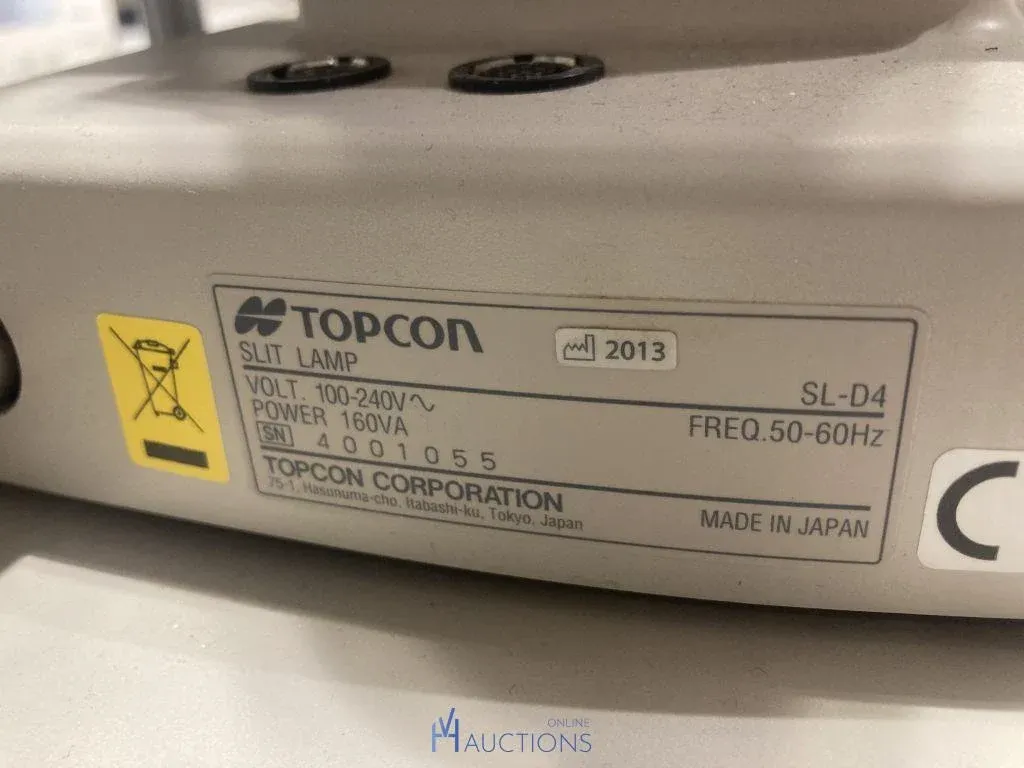 TOPCON
2013
SLIT LAMP
SL-D4
VOLT. 100-240V∿
FREQ.50-60Hz
POWER 160VA
SN 4001055
TOPCON CORPORATION
75-1, Hasunuma-cho, Itabashi-ku, Tokyo, Japan
MADE IN JAPAN
C
HVA ONLINE
AUCTIONS